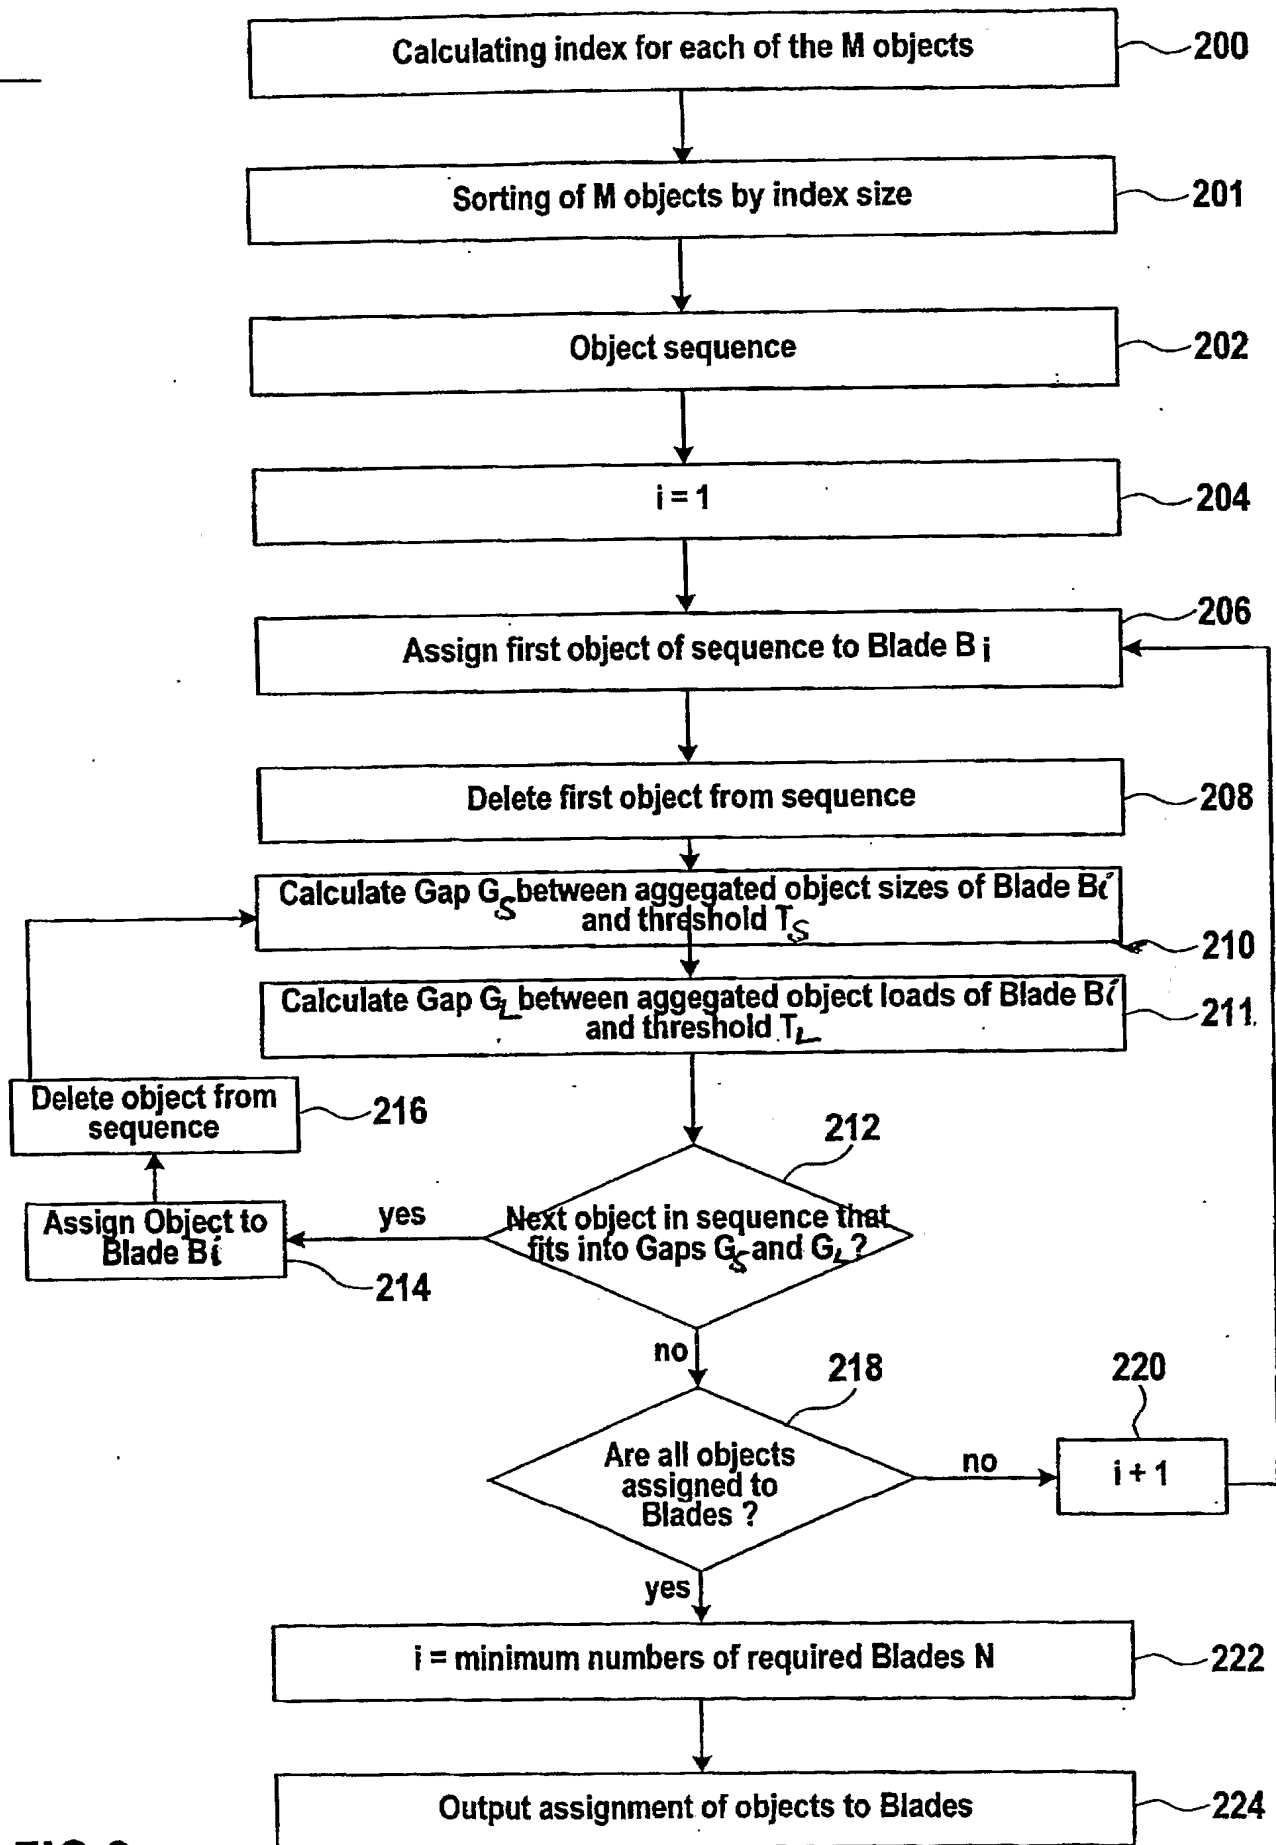 Calculating index for each of the M objects
200
Sorting of M objects by index size
201
Object sequence
202
i = 1
204
206
Assign first object of sequence to Blade B i
Delete first object from sequence
208
Calculate Gap GS between aggegated object sizes of Blade Bi
and threshold TS
210
Calculate Gap GL between aggegated object loads of Blade Bi
and threshold TL
211
Delete object from
sequence
216
212
Assign Object to
Blade Bi
214
yes
Next object in sequence that
fits into Gaps GS and GL ?
no
218
220
Are all objects
assigned to
Blades ?
no
i + 1
yes
i = minimum numbers of required Blades N
222
Output assignment of objects to Blades
224